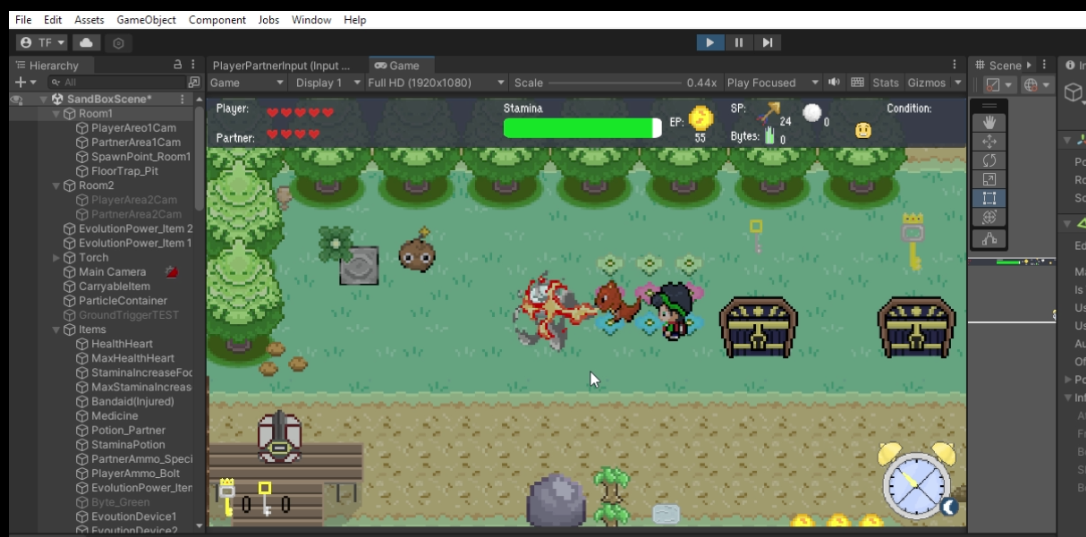 File Edit Assets GameObject Component Jobs Window Help
TF
Hierarchy
PlayerPartnerInput (Input ...
Game
Scene
All
Game
Display 1
Full HD (1920x1080)
Scale
0.44x
Play Focused
Stats
Gizmos
SandBoxScene*
Room1
PlayerAreo1Cam
PartnerArea1Cam
SpawnPoint_Room1
FloorTrap_Pit
Room2
PlayerArea2Cam
PartnerArea2Cam
EvolutionPower_Item 2
EvolutionPower_Item 1
Torch
Main Camera
CarryableItem
ParticleContainer
GroundTriggerTEST
Items
HealthHeart
MaxHealthHeart
StaminaIncreaseFoo
MaxStaminaIncreas
Bandaid(Injured)
Medicine
Potion_Partner
StaminaPotion
PartnerAmmo_Speci
PlayerAmmo_Bolt
EvolutionPower_Iten
Byte_Green
EvoutionDevice1
EvoutionDevice2
Player:
Partner:
Stamina
EP:
55
SP:
24
0
Bytes:
0
Condition:
0 0